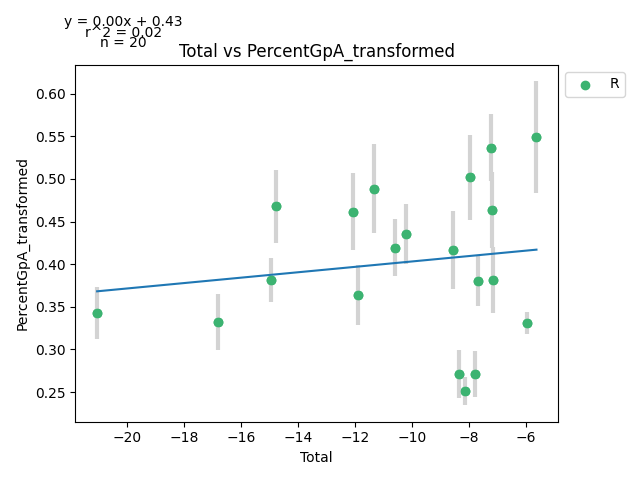 y = 0.00x + 0.43
r^2 = 0.02
n = 20
Total vs PercentGpA_transformed
R
PercentGpA_transformed
0.60
0.55
0.50
0.45
0.40
0.35
0.30
0.25
−20
−18
−16
−14
−12
−10
−8
−6
Total